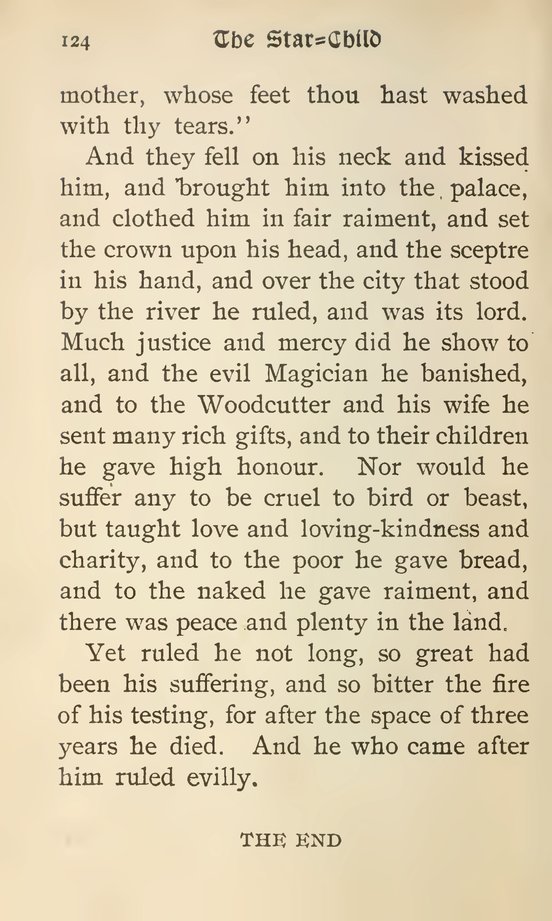 124 The Star-Child
mother, whose feet thou hast washed
with thy tears."
And they fell on his neck and kissed
him, and brought him into the palace,
and clothed him in fair raiment, and set
the crown upon his head, and the sceptre
in his hand, and over the city that stood
by the river he ruled, and was its lord.
Much justice and mercy did he show to
all, and the evil Magician he banished,
and to the Woodcutter and his wife he
sent many rich gifts, and to their children
he gave high honour. Nor would he
suffer any to be cruel to bird or beast,
but taught love and loving-kindness and
charity, and to the poor he gave bread,
and to the naked he gave raiment, and
there was peace and plenty in the land.
Yet ruled he not long, so great had
been his suffering, and so bitter the fire
of his testing, for after the space of three
years he died. And he who came after
him ruled evilly.
THE END